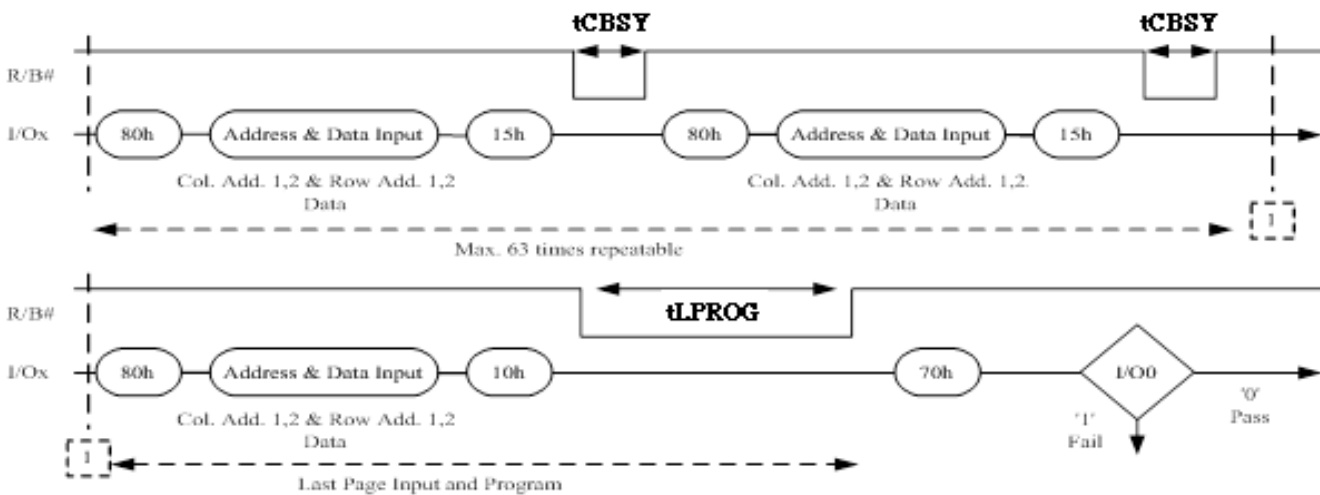 tCBSY tCBSY
R/B#
I/Ox 80h Address & Data Input 15h 80h Address & Data Input 15h
Col. Add. 1,2 & Row Add. 1,2 Col. Add. 1,2 & Row Add. 1,2.
Data Data
1
Max. 63 times repeatable
R/B#
tLPROG
I/Ox 80h Address & Data Input 10h 70h I/O0
'0'
Col. Add. 1,2 & Row Add. 1,2 '1' Pass
Data Fail
1
Last Page Input and Program